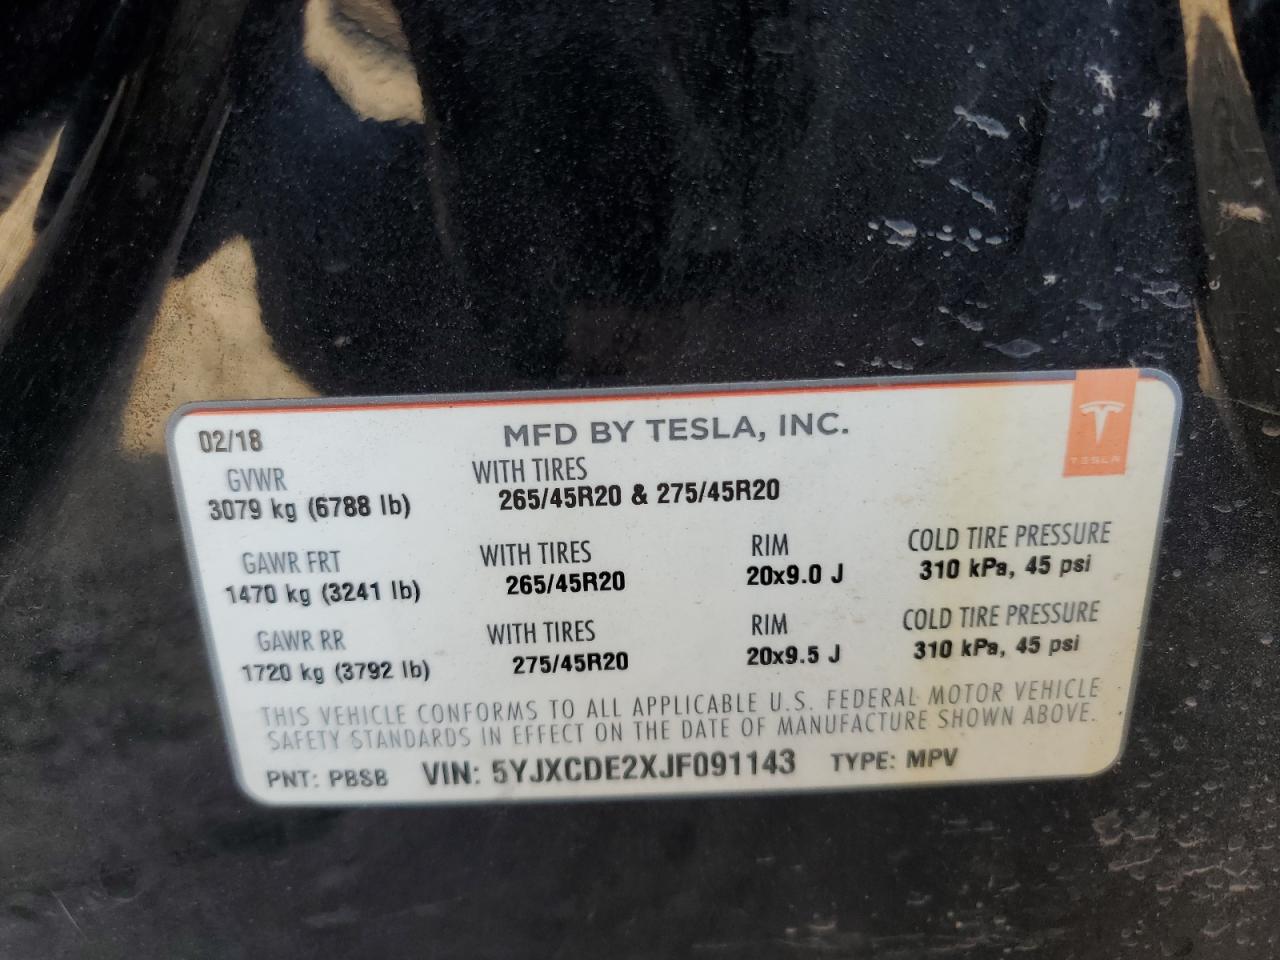 02/18 MFD BY TESLA, INC.
TESLA
GVWR WITH TIRES
3079 kg (6788 lb) 265/45R20 & 275/45R20
GAWR FRT WITH TIRES RIM COLD TIRE PRESSURE
1470 kg (3241 lb) 265/45R20 20x9.0 J 310 kPa, 45 psi
GAWR RR WITH TIRES RIM COLD TIRE PRESSURE
1720 kg (3792 lb) 275/45R20 20x9.5 J 310 kPa, 45 psi
THIS VEHICLE CONFORMS TO ALL APPLICABLE U.S. FEDERAL MOTOR VEHICLE
SAFETY STANDARDS IN EFFECT ON THE DATE OF MANUFACTURE SHOWN ABOVE.
PNT: PBSB VIN: 5YJXCDE2XJF091143 TYPE: MPV